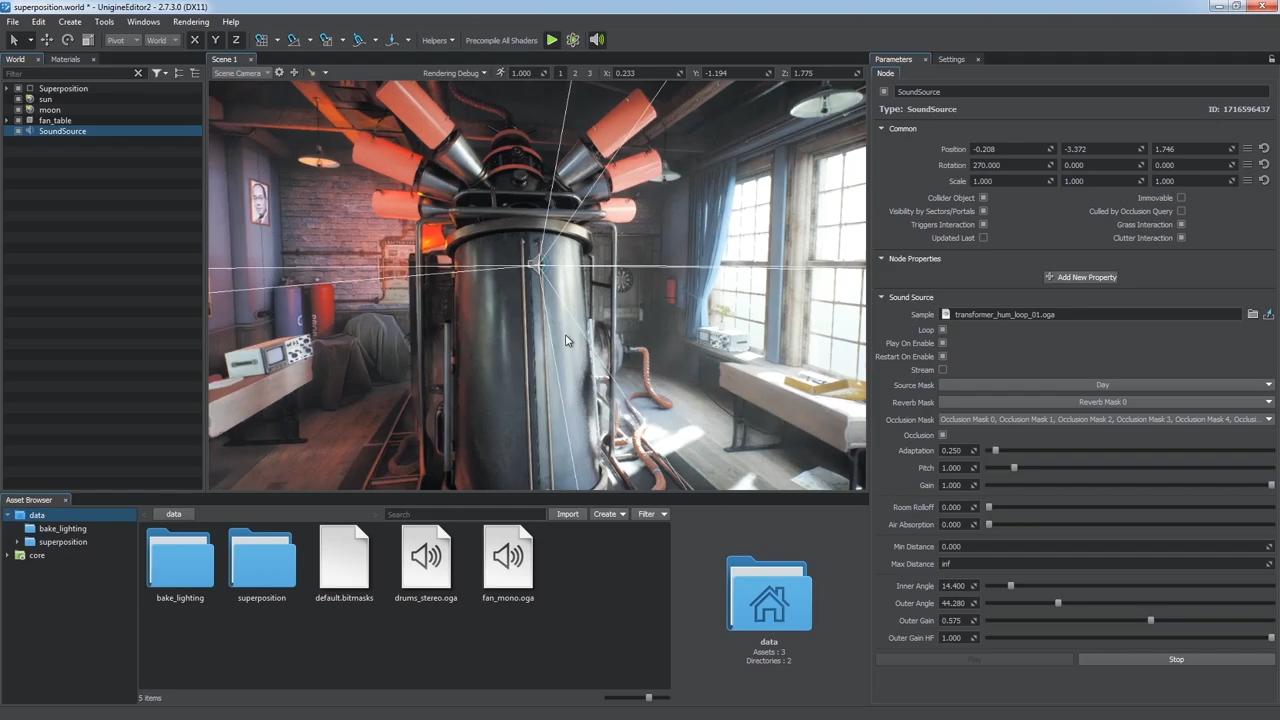 superposition.world * - UnigineEditor2 - 2.7.3.0 (DX11)
File Edit Create Tools Windows Rendering Help
Pivot World X Y Z Helpers Precompile All Shaders
World Materials
Filter
Superposition
sun
moon
fan_table
SoundSource
Scene 1
Scene Camera Rendering Debug 1.000 1 2 3 X: 0.233 Y: -1.194 Z: 1.775
Parameters Settings
Node
SoundSource
Type: SoundSource ID: 1716596437
Common
Position -0.208 -3.372 1.746
Rotation 270.000 0.000 0.000
Scale 1.000 1.000 1.000
Collider Object Immovable
Visibility by Sectors/Portals Culled by Occlusion Query
Triggers Interaction Grass Interaction
Updated Last Clutter Interaction
Node Properties
Add New Property
Sound Source
Sample transformer_hum_loop_01.oga
Loop
Play On Enable
Restart On Enable
Stream
Source Mask Day
Reverb Mask Reverb Mask 0
Occlusion Mask Occlusion Mask 0, Occlusion Mask 1, Occlusion Mask 2, Occlusion Mask 3, Occlusion Mask 4, Occlus...
Occlusion
Adaptation 0.250
Pitch 1.000
Gain 1.000
Room Rolloff 0.000
Air Absorption 0.000
Min Distance 0.000
Max Distance inf
Inner Angle 14.400
Outer Angle 44.280
Outer Gain 0.575
Outer Gain HF 1.000
Play Stop
Asset Browser
data
bake_lighting
superposition
core
data Search Import Create Filter
bake_lighting superposition default.bitmasks drums_stereo.oga fan_mono.oga
data
Assets : 3
Directories : 2
5 items